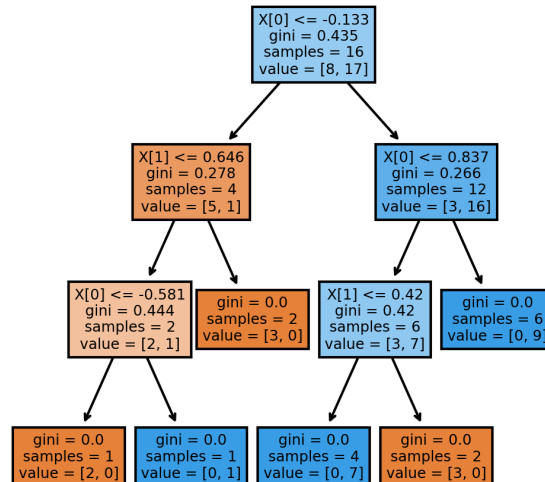 X[0] <= -0.133
gini = 0.435
samples = 16
value = [8, 17]
X[1] <= 0.646
gini = 0.278
samples = 4
value = [5, 1]
X[0] <= 0.837
gini = 0.266
samples = 12
value = [3, 16]
X[0] <= -0.581
gini = 0.444
samples = 2
value = [2, 1]
gini = 0.0
samples = 2
value = [3, 0]
X[1] <= 0.42
gini = 0.42
samples = 6
value = [3, 7]
gini = 0.0
samples = 6
value = [0, 9]
gini = 0.0
samples = 1
value = [2, 0]
gini = 0.0
samples = 1
value = [0, 1]
gini = 0.0
samples = 4
value = [0, 7]
gini = 0.0
samples = 2
value = [3, 0]